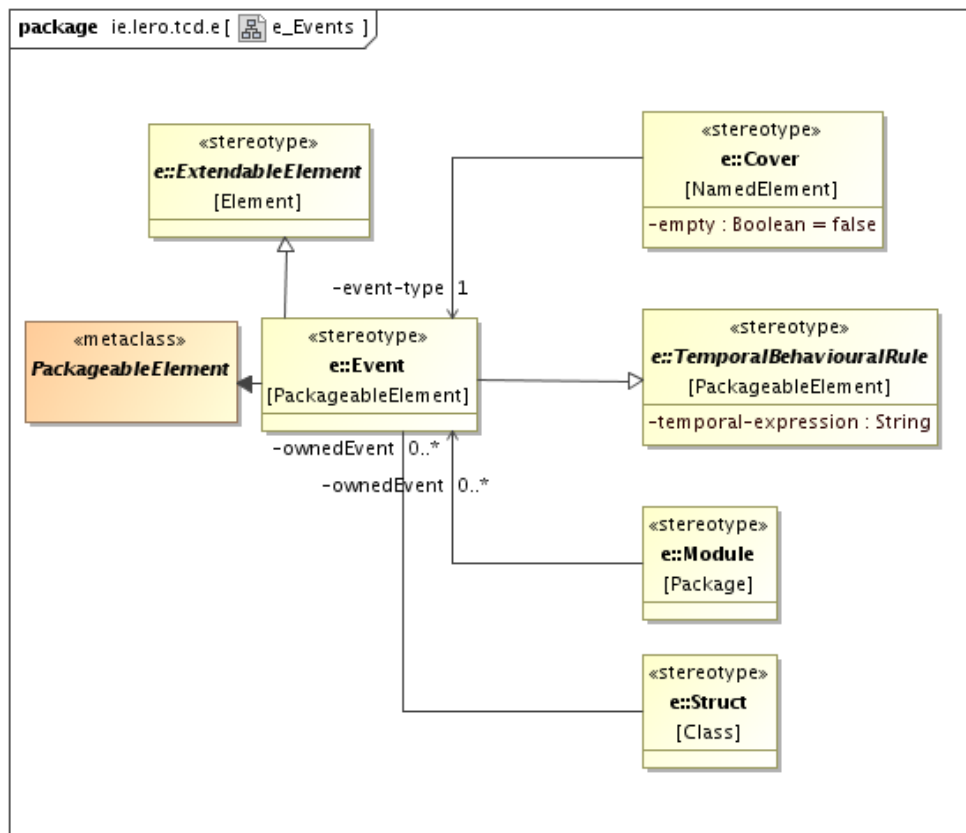 package ie.lero.tcd.e [ e_Events ]
«stereotype»
e::ExtendableElement
[Element]
«stereotype»
e::Cover
[NamedElement]
-empty : Boolean = false
-event-type 1
«metaclass»
PackageableElement
«stereotype»
e::Event
[PackageableElement]
«stereotype»
e::TemporalBehaviouralRule
[PackageableElement]
-temporal-expression : String
-ownedEvent 0..*
-ownedEvent 0..*
«stereotype»
e::Module
[Package]
«stereotype»
e::Struct
[Class]